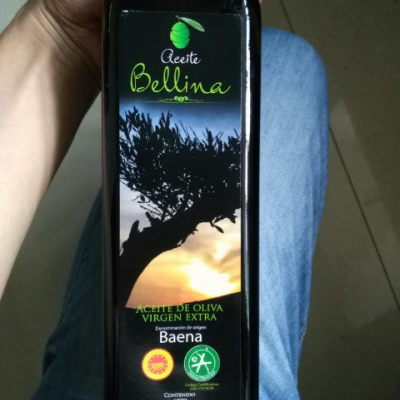 Aceite
Bellina
ACEITE DE OLIVA
VIRGEN EXTRA
Denominación de origen
Baena
CONTENIDO